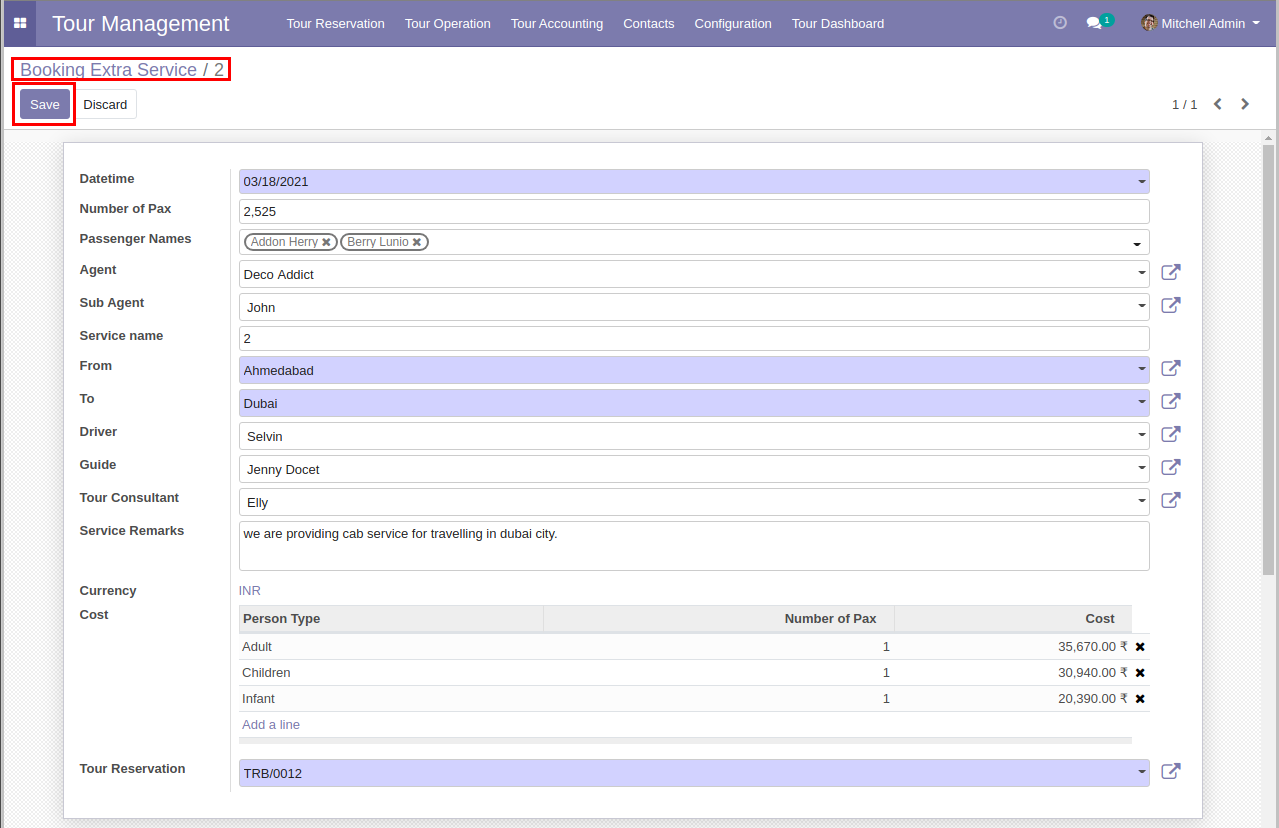 Tour Management Tour Reservation Tour Operation Tour Accounting Contacts Configuration Tour Dashboard 1 Mitchell Admin
Booking Extra Service / 2
Save Discard 1 / 1
Datetime 03/18/2021
Number of Pax 2,525
Passenger Names Addon Herry ✖ Berry Lunio ✖
Agent Deco Addict
Sub Agent John
Service name 2
From Ahmedabad
To Dubai
Driver Selvin
Guide Jenny Docet
Tour Consultant Elly
Service Remarks we are providing cab service for travelling in dubai city.
Currency INR
Cost Person Type Number of Pax Cost
Adult 1 35,670.00 ₹ ✖
Children 1 30,940.00 ₹ ✖
Infant 1 20,390.00 ₹ ✖
Add a line
Tour Reservation TRB/0012